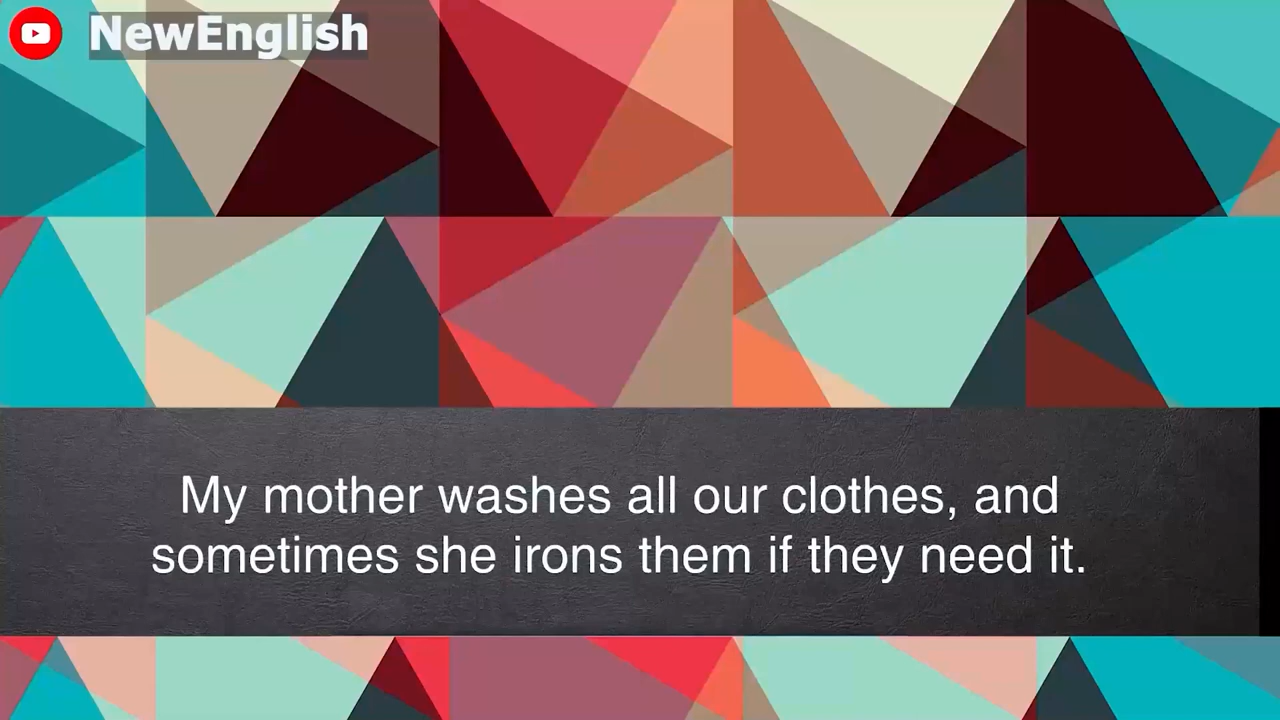 NewEnglish
My mother washes all our clothes, and
sometimes she irons them if they need it.